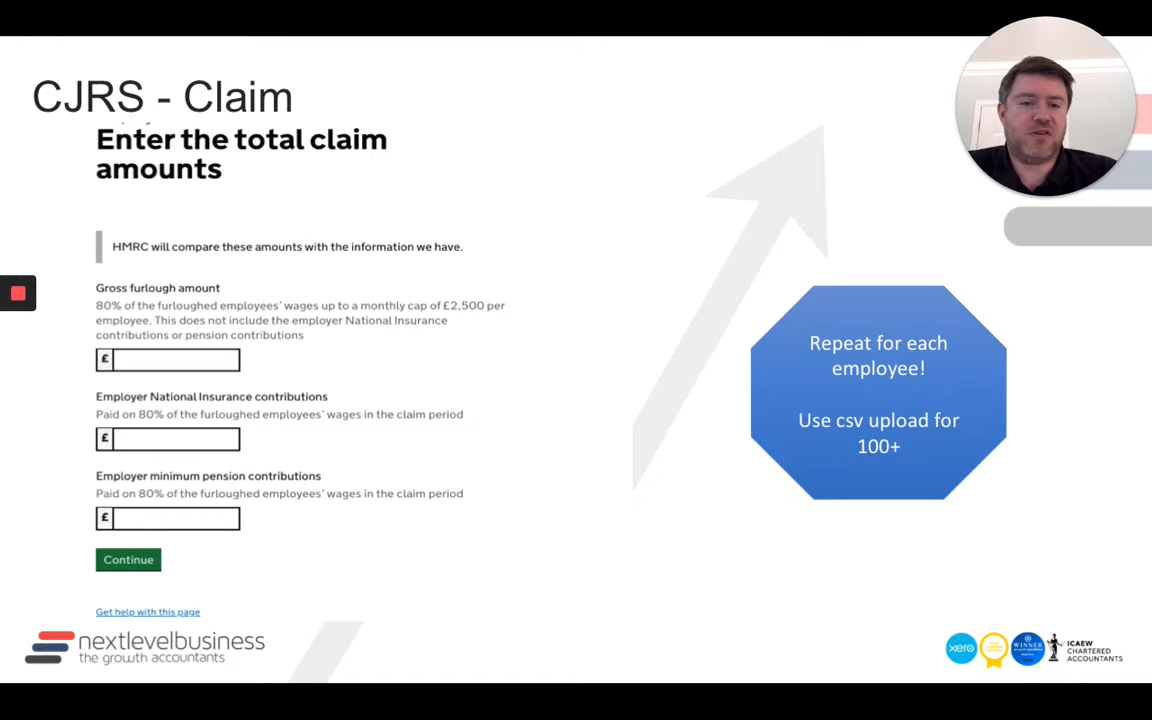 CJRS - Claim
Enter the total claim
amounts
HMRC will compare these amounts with the information we have.
Gross furlough amount
80% of the furloughed employees' wages up to a monthly cap of £2,500 per
employee. This does not include the employer National Insurance
contributions or pension contributions
£
Employer National Insurance contributions
Paid on 80% of the furloughed employees' wages in the claim period
£
Employer minimum pension contributions
Paid on 80% of the furloughed employees' wages in the claim period
£
Continue
Get help with this page
Repeat for each
employee!
Use csv upload for
100+
nextlevelbusiness
the growth accountants
xero
WINNER
ICAEW
CHARTERED
ACCOUNTANTS